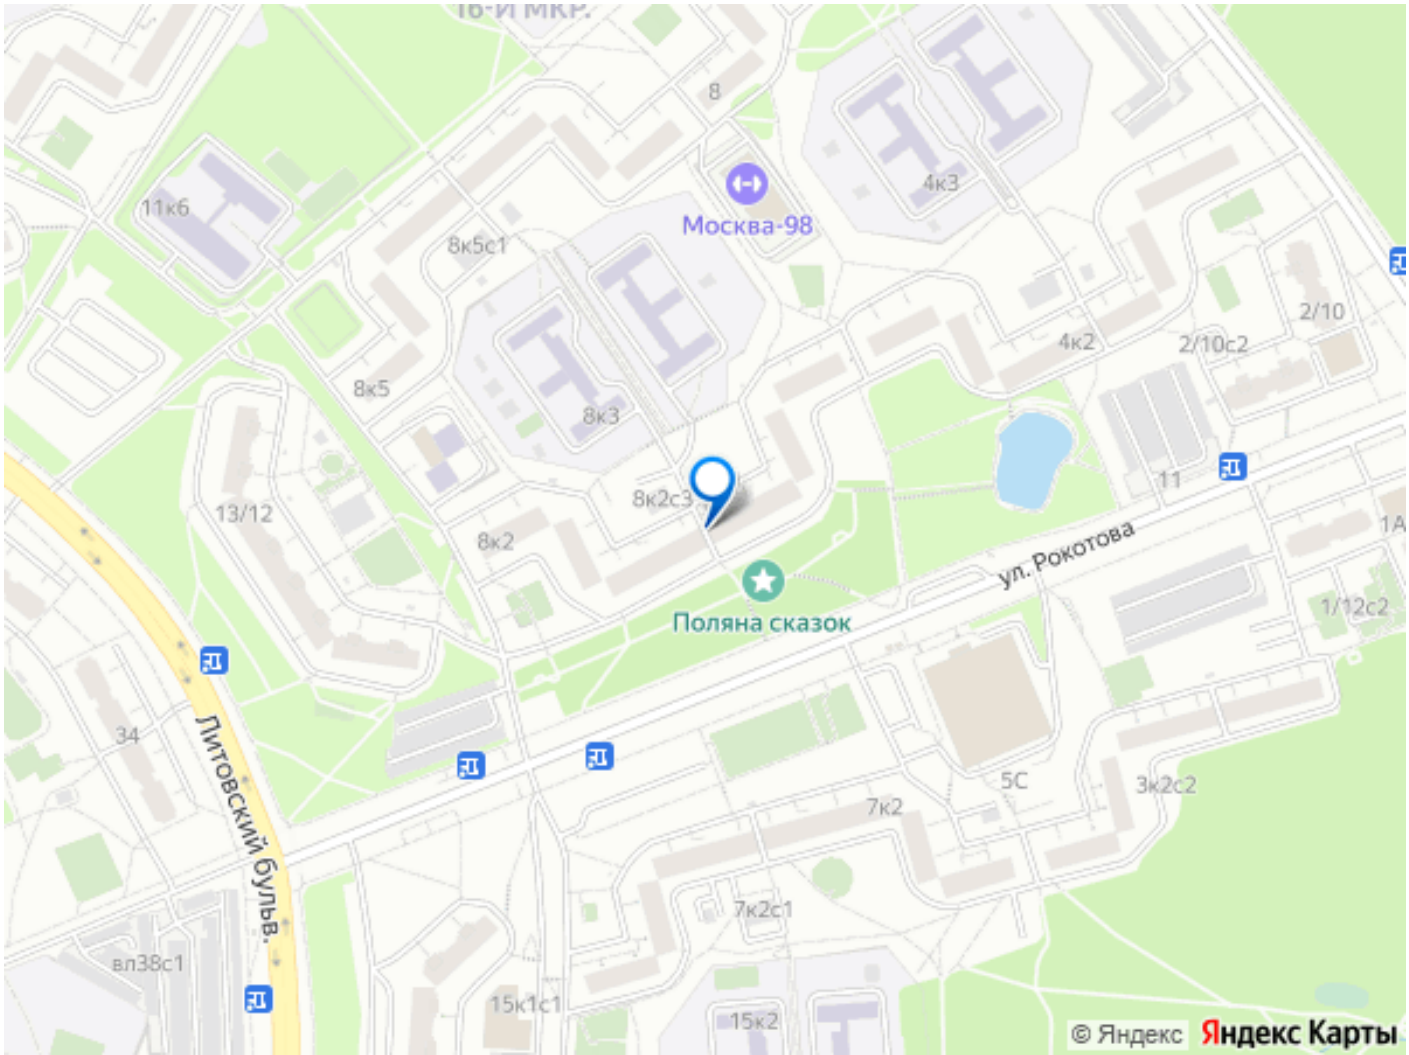 16-Й МКР.
8
4к3
11к6
Москва-98
8к5с1
2/10
4к2
2/10с2
8к5
8к3
11
8к2с3
13/12
1А
8к2
ул. Рокотова
1/12с2
Поляна сказок
34
Литовский бульв.
5С
3к2с2
7к2
7к2с1
вл38с1
15к1с1
15к2
© Яндекс Яндекс Карты